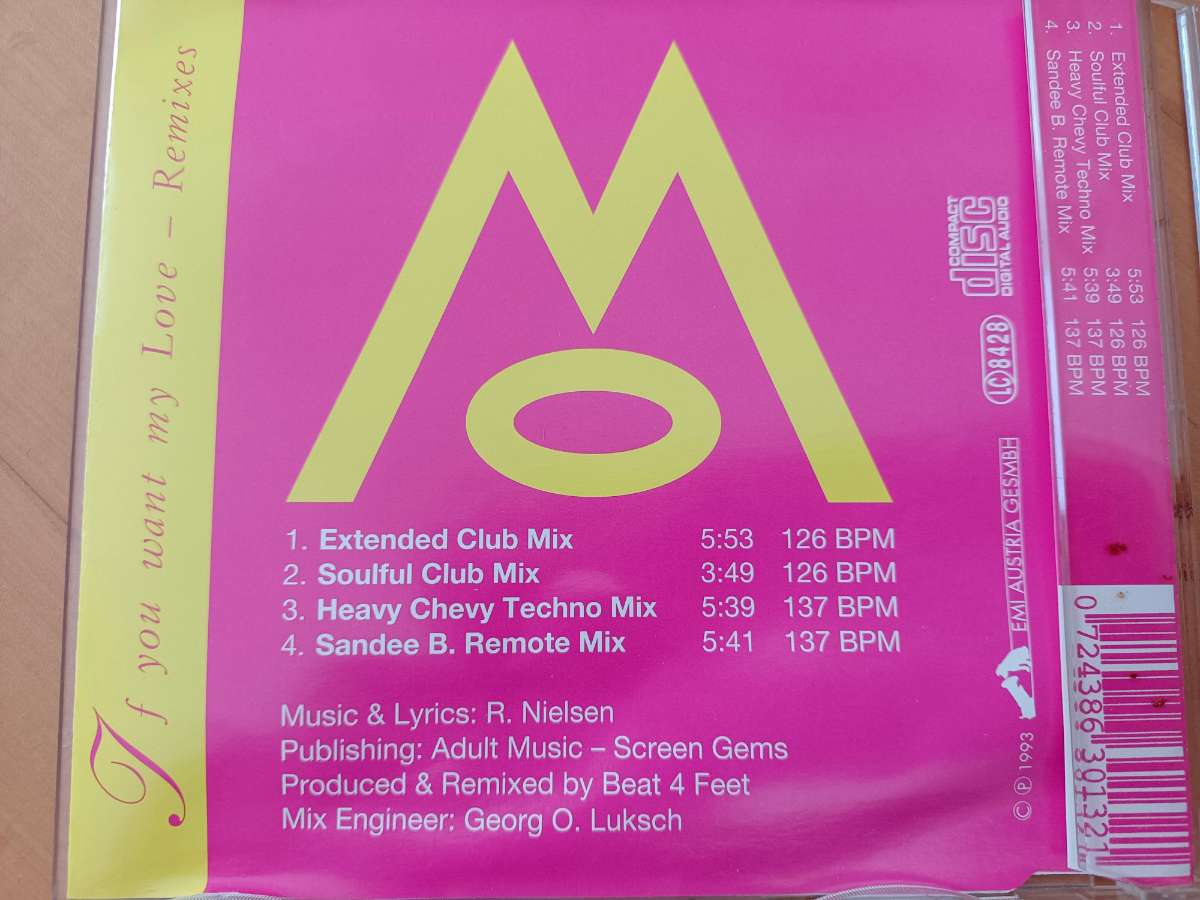 If you want my Love – Remixes
MO
1. Extended Club Mix 5:53 126 BPM
2. Soulful Club Mix 3:49 126 BPM
3. Heavy Chevy Techno Mix 5:39 137 BPM
4. Sandee B. Remote Mix 5:41 137 BPM
Music & Lyrics: R. Nielsen
Publishing: Adult Music – Screen Gems
Produced & Remixed by Beat 4 Feet
Mix Engineer: Georg O. Luksch
COMPACT
disc
DIGITAL AUDIO
LC 8428
EMI AUSTRIA GESMBH
© ℗ 1993
1. Extended Club Mix 5:53 126 BPM
2. Soulful Club Mix 3:49 126 BPM
3. Heavy Chevy Techno Mix 5:39 137 BPM
4. Sandee B. Remote Mix 5:41 137 BPM
0 724386 301321